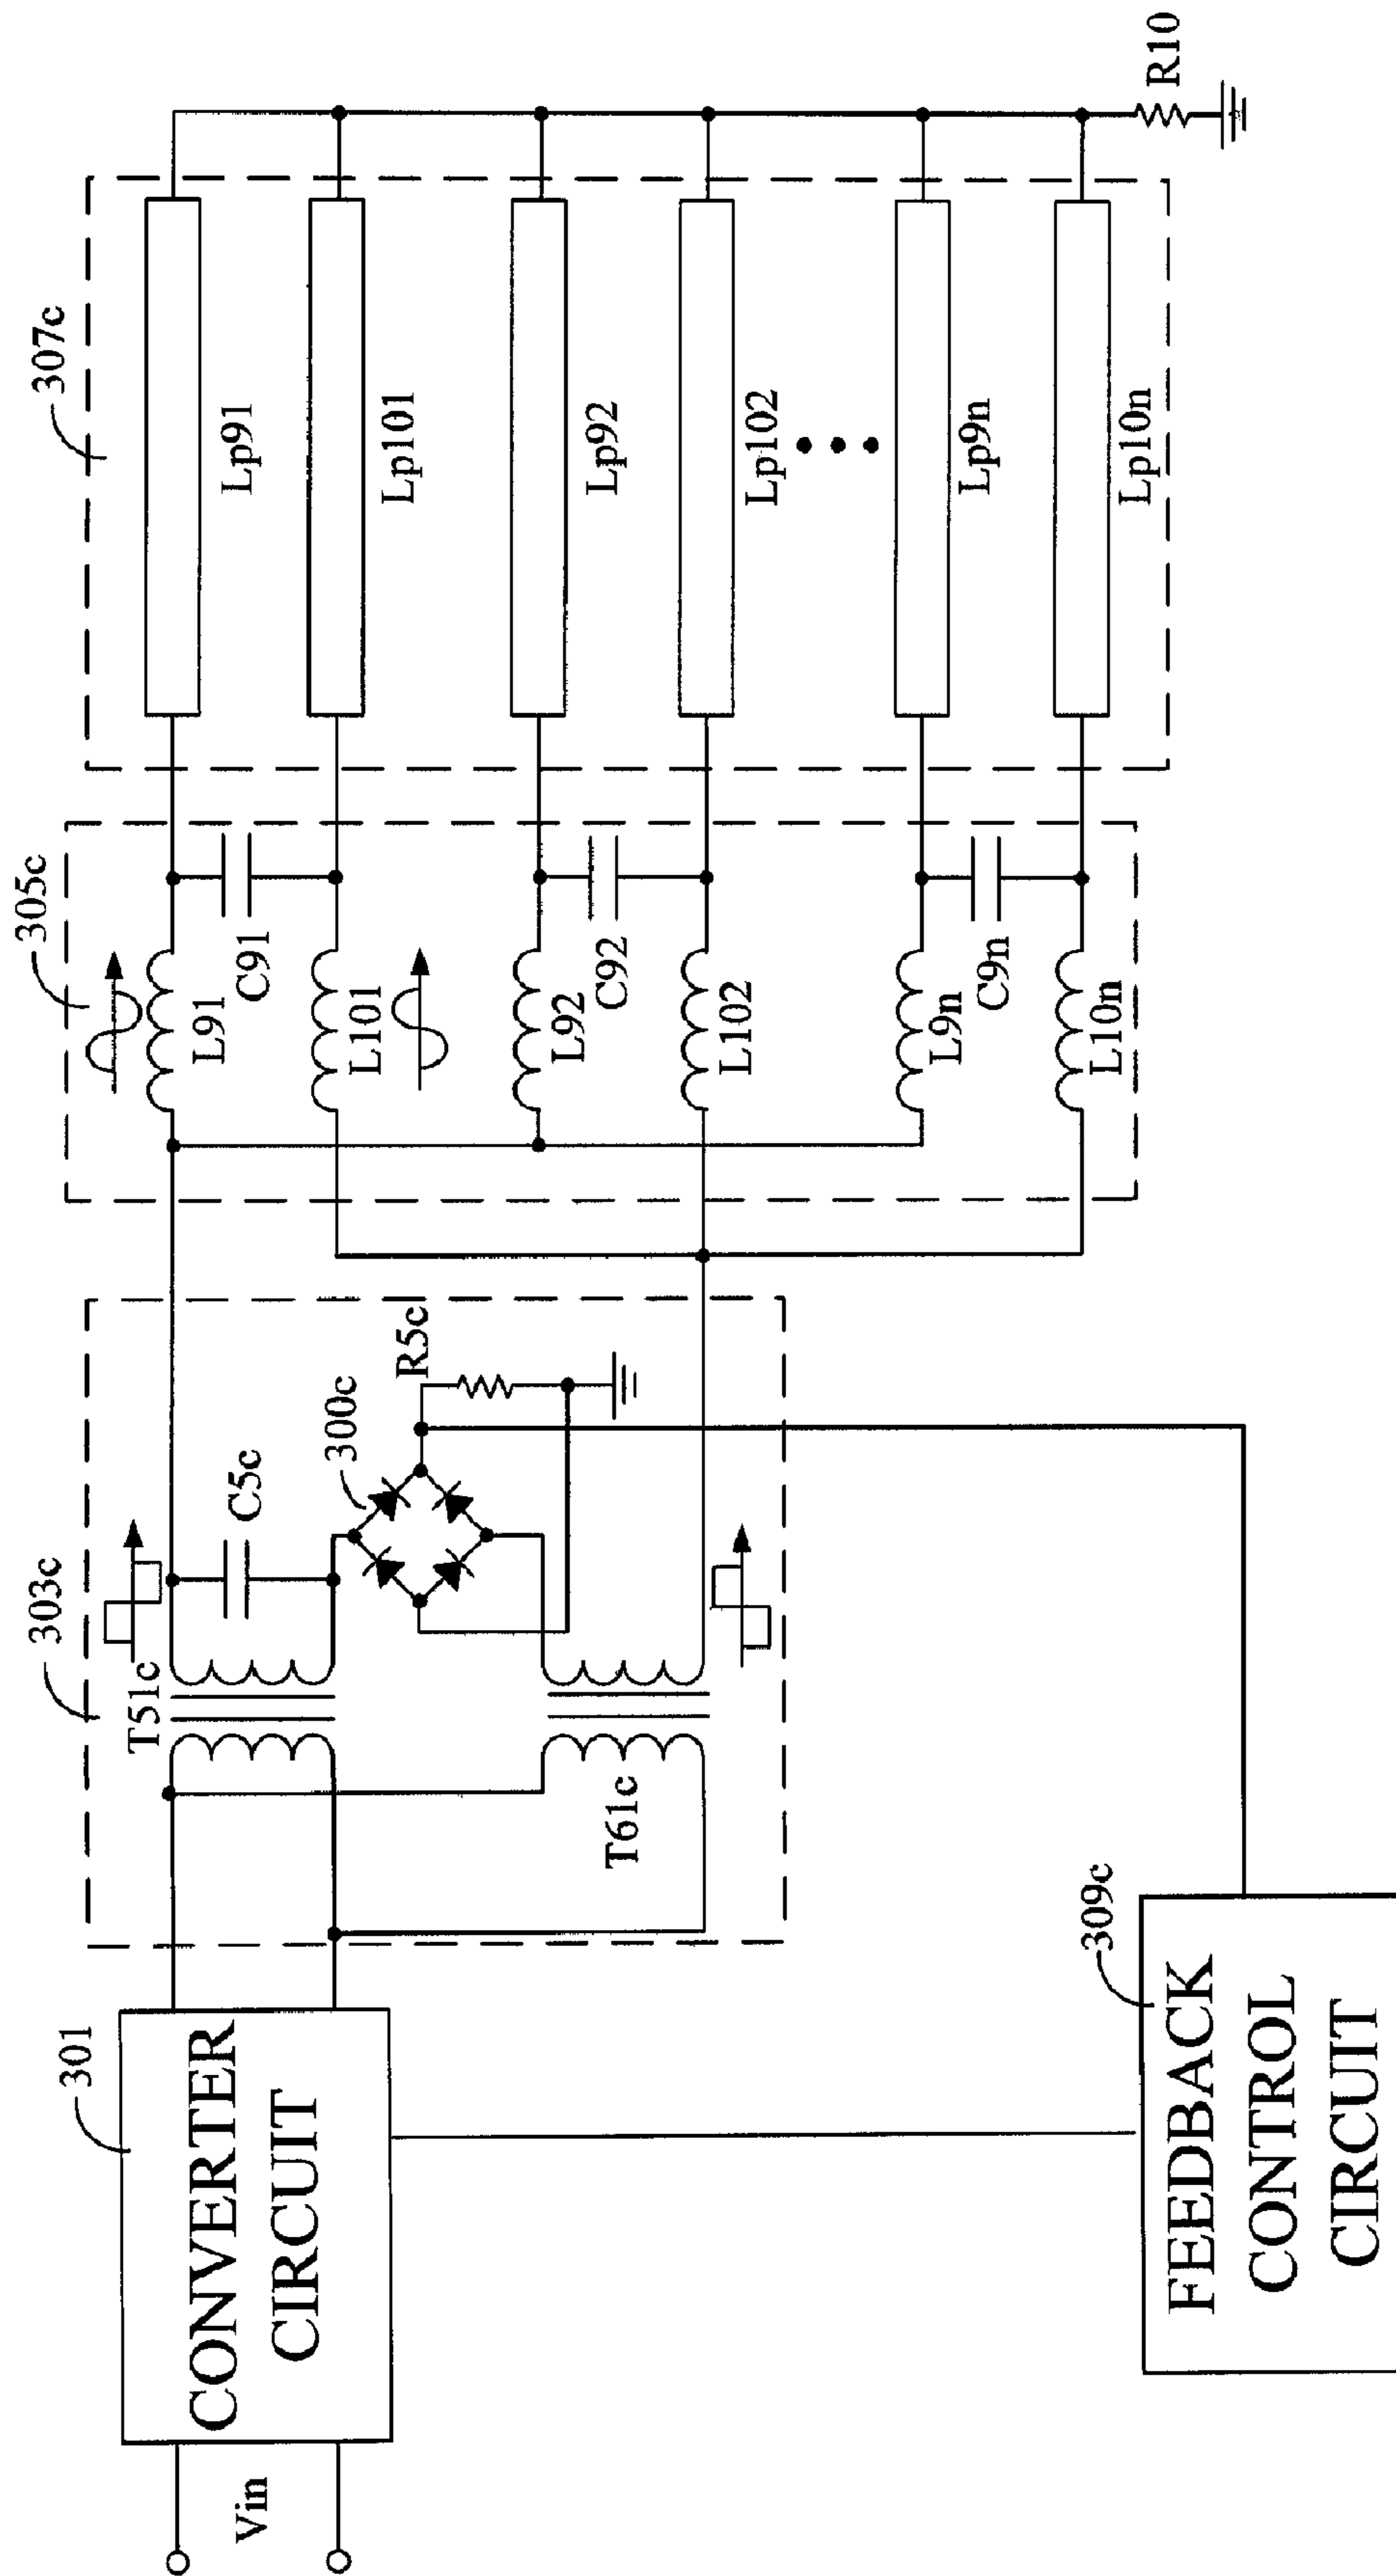 Vin
301
CONVERTER
CIRCUIT
303c
T51c
T61c
C5c
300c
R5c
305c
L91
C91
L101
L92
C92
L102
L9n
C9n
L10n
307c
Lp91
Lp101
Lp92
Lp102
Lp9n
Lp10n
R10
309c
FEEDBACK
CONTROL
CIRCUIT